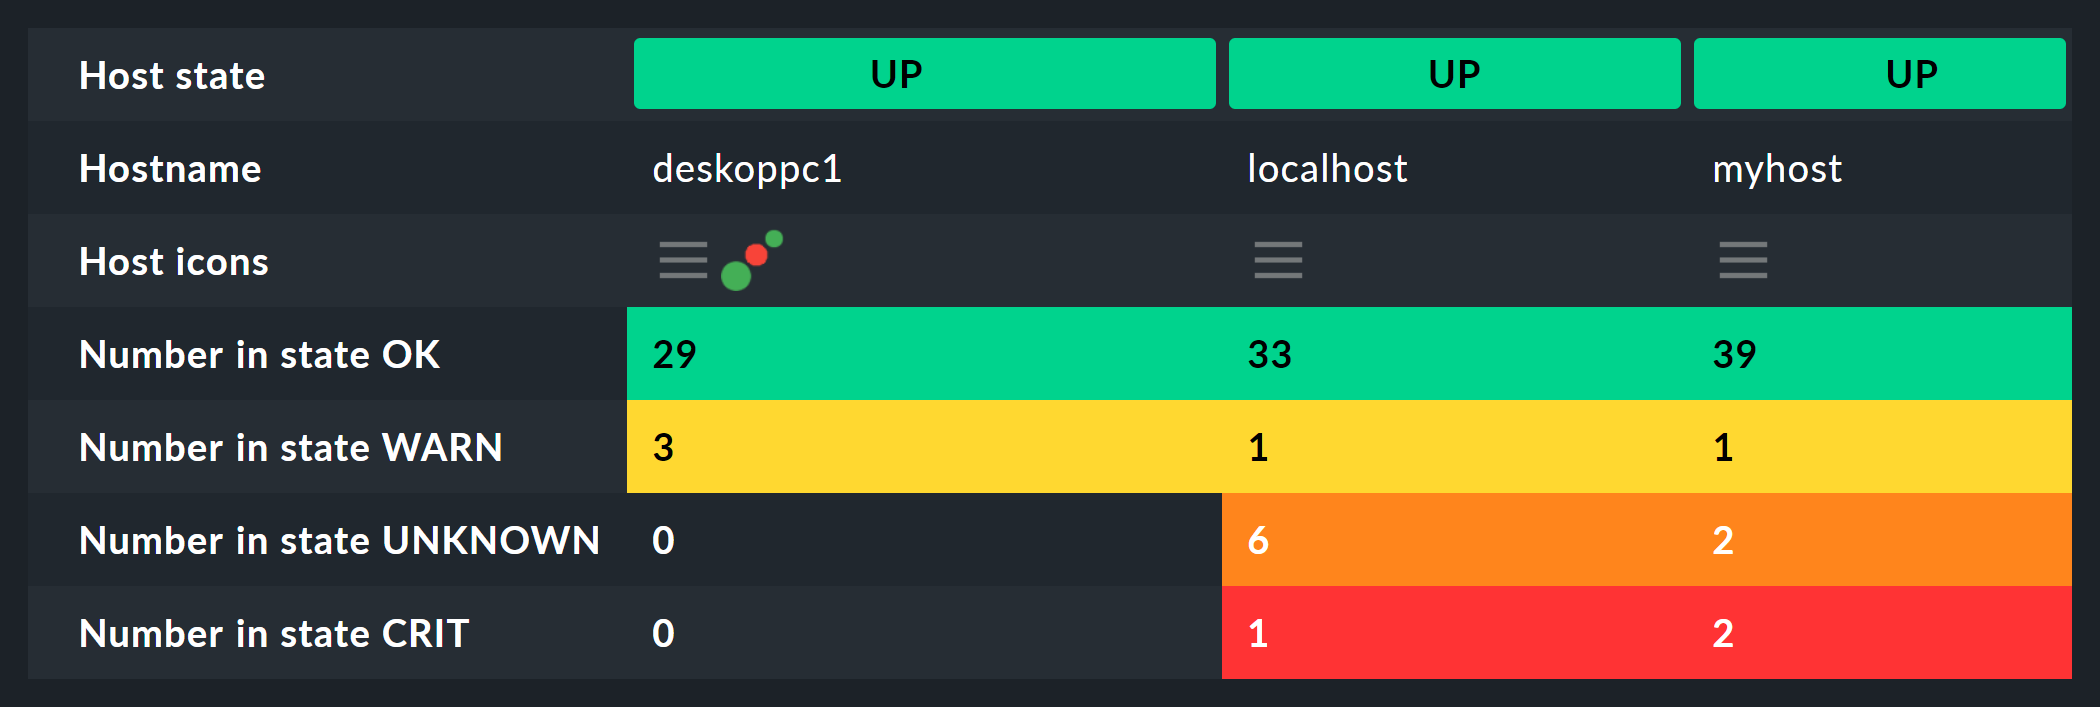 Host state UP UP UP
Hostname deskoppc1 localhost myhost
Host icons
Number in state OK 29 33 39
Number in state WARN 3 1 1
Number in state UNKNOWN 0 6 2
Number in state CRIT 0 1 2